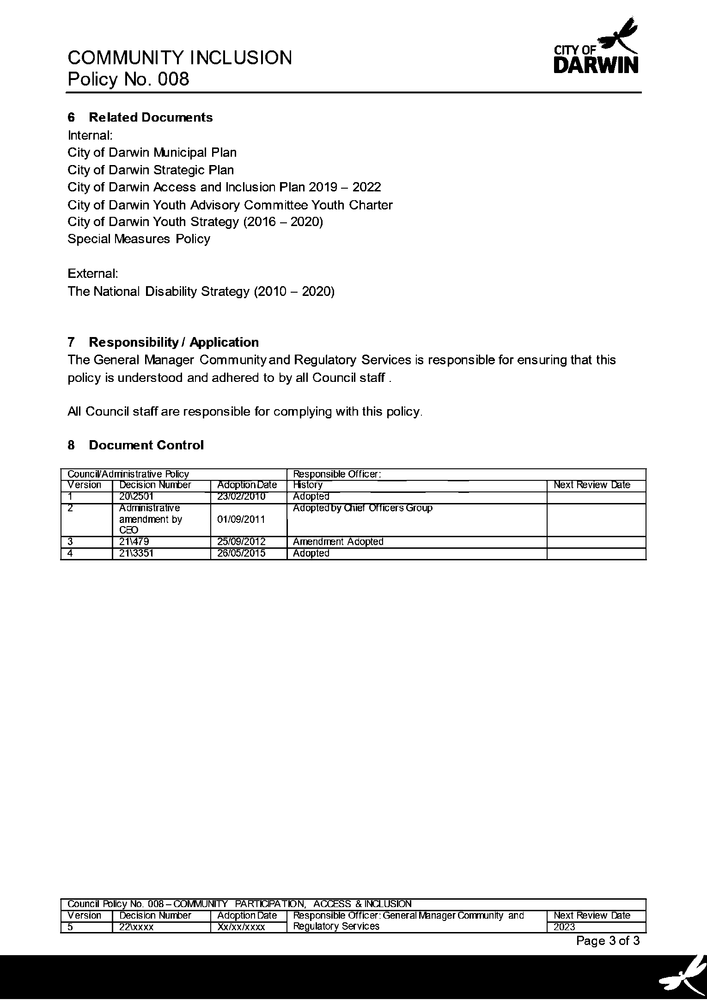 COMMUNITY INCLUSION
Policy No. 008
CITY OF
DARWIN
6 Related Documents
Internal:
City of Darwin Municipal Plan
City of Darwin Strategic Plan
City of Darwin Access and Inclusion Plan 2019 – 2022
City of Darwin Youth Advisory Committee Youth Charter
City of Darwin Youth Strategy (2016 – 2020)
Special Measures Policy
External:
The National Disability Strategy (2010 – 2020)
7 Responsibility / Application
The General Manager Community and Regulatory Services is responsible for ensuring that this
policy is understood and adhered to by all Council staff .
All Council staff are responsible for complying with this policy.
8 Document Control
Council/Administrative Policy Responsible Officer:
Version Decision Number Adoption Date History Next Review Date
1 20\2501 23/02/2010 Adopted
2 Administrative Adopted by Chief Officers Group
amendment by 01/09/2011
CEO
3 21\479 25/09/2012 Amendment Adopted
4 21\3351 26/05/2015 Adopted
Council Policy No. 008 – COMMUNITY PARTICIPATION, ACCESS & INCLUSION
Version Decision Number Adoption Date Responsible Officer: General Manager Community and Next Review Date
5 22\xxxx Xx/xx/xxxx Regulatory Services 2023
Page 3 of 3